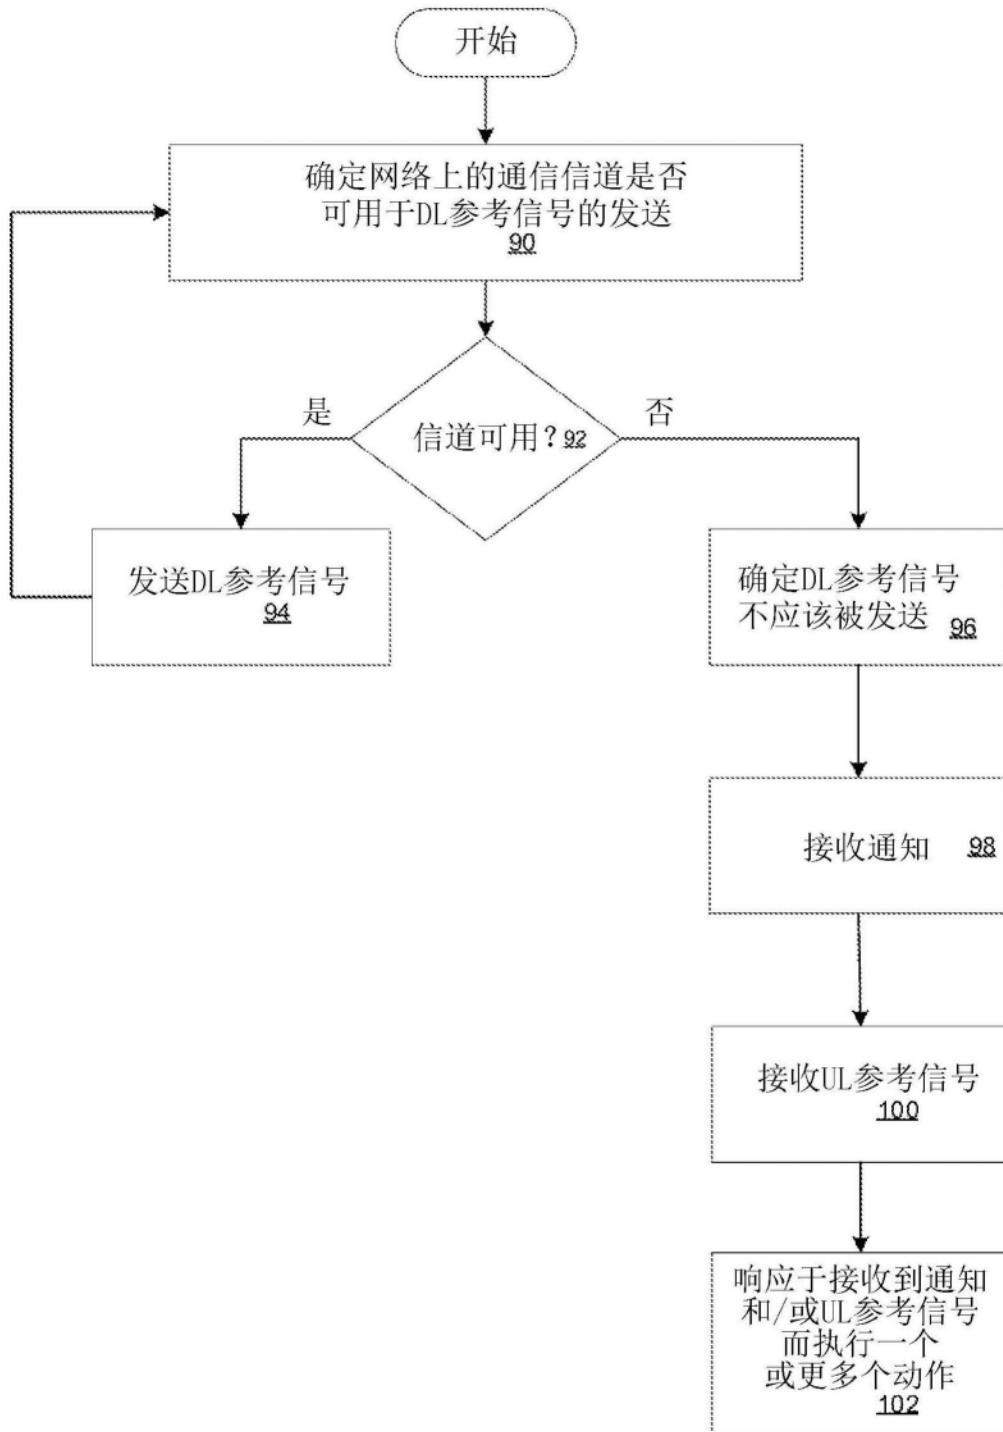 开始
确定网络上的通信信道是否
可用于DL参考信号的发送
90
是
否
信道可用？92
发送DL参考信号
94
确定DL参考信号
不应该被发送 96
接收通知 98
接收UL参考信号
100
响应于接收到通知
和/或UL参考信号
而执行一个
或更多个动作
102